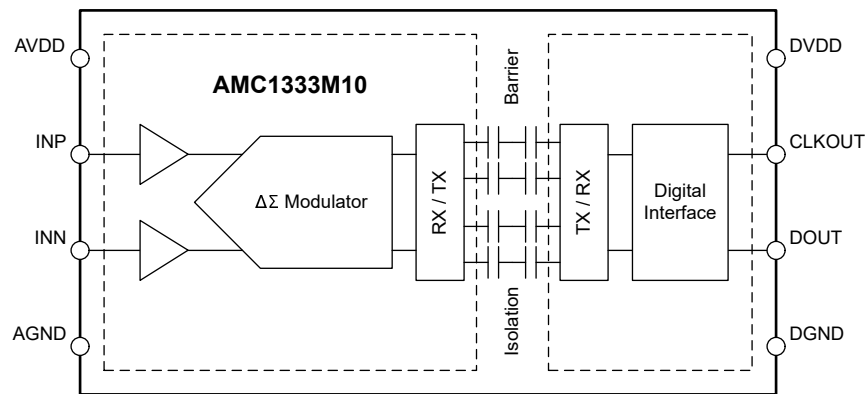 AVDD
DVDD
AMC1333M10
Barrier
INP
CLKOUT
ΔΣ Modulator
RX / TX
TX / RX
Digital
Interface
INN
DOUT
AGND
Isolation
DGND